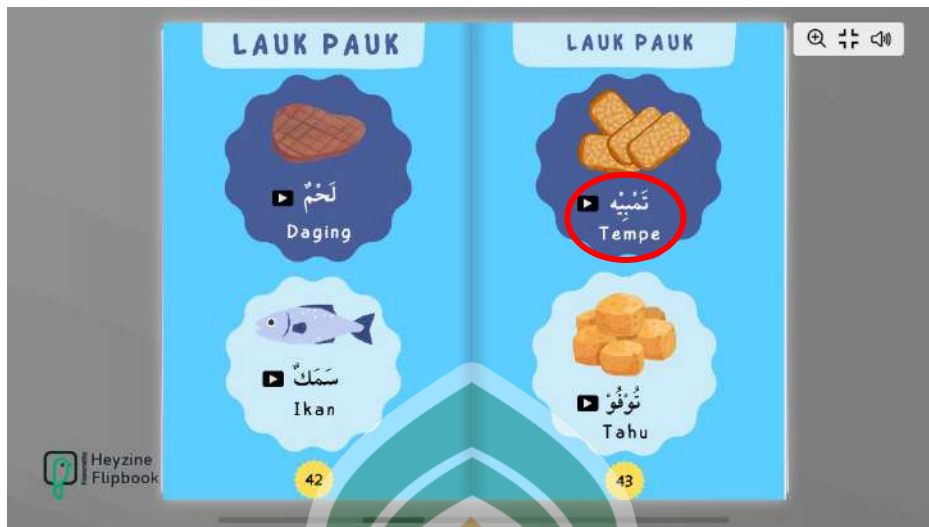 LAUK PAUK
لَحْمٌ
Daging
سَمَكٌ
Ikan
42
LAUK PAUK
تَمْبِيْه
Tempe
تُوْفُوْ
Tahu
43
Heyzine
Flipbook